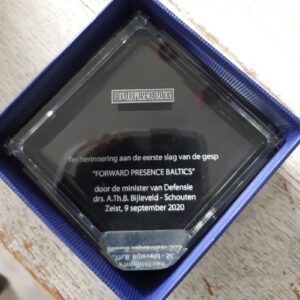 FORWARD PRESENCE BALTICS
Ter herinnering aan de eerste slag van de gesp
"FORWARD PRESENCE BALTICS"
door de minister van Defensie
drs. A.Th.B. Bijleveld - Schouten
Zeist, 9 september 2020